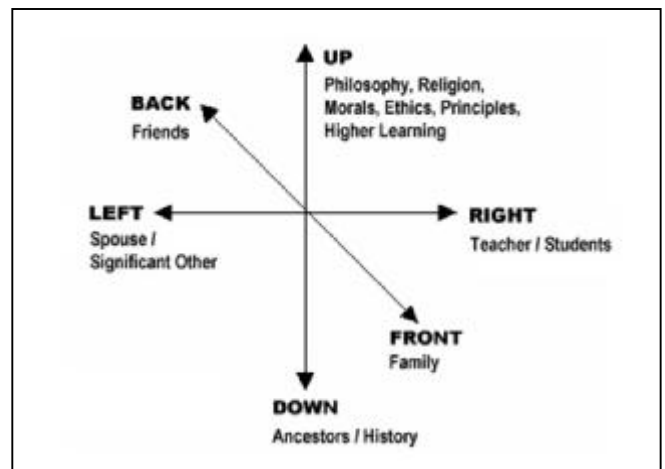 UP
Philosophy, Religion,
Morals, Ethics, Principles,
Higher Learning
BACK
Friends
LEFT
Spouse /
Significant Other
RIGHT
Teacher / Students
FRONT
Family
DOWN
Ancestors / History